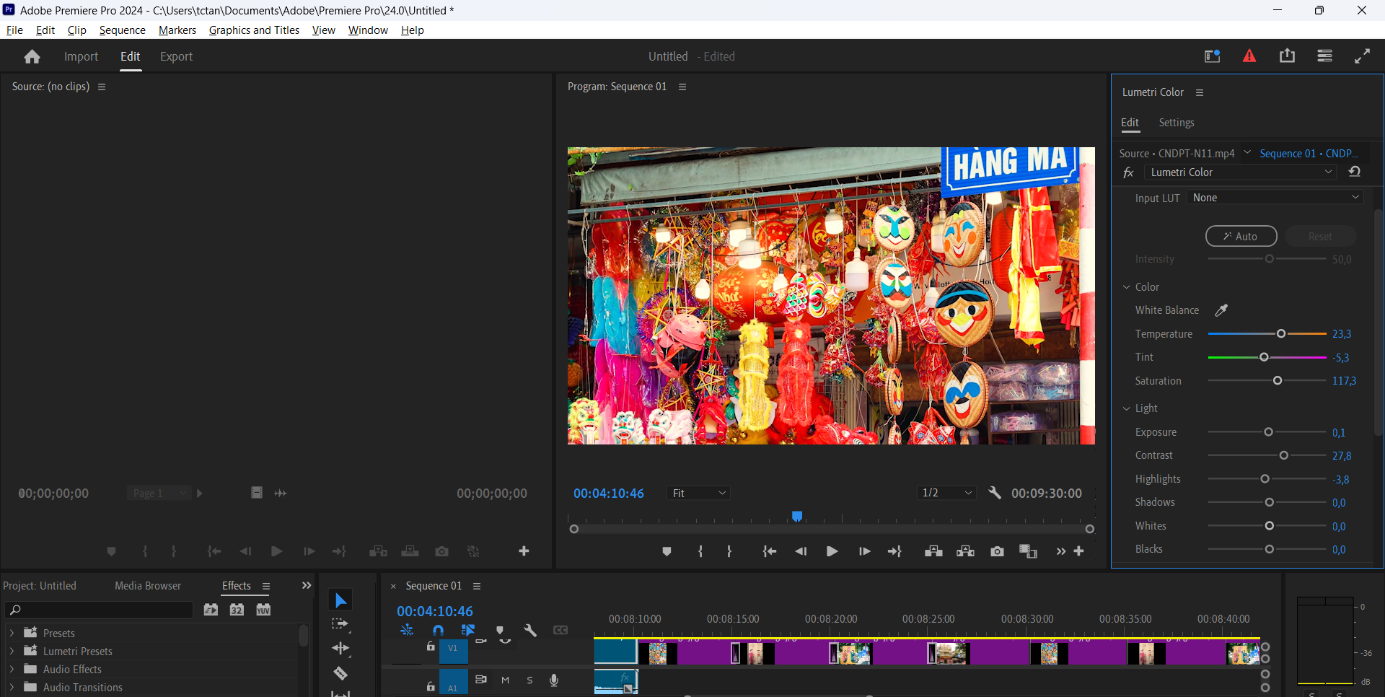 Adobe Premiere Pro 2024 - C:\Users\tctan\Documents\Adobe\Premiere Pro\24.0\Untitled *
File Edit Clip Sequence Markers Graphics and Titles View Window Help
Import Edit Export
Untitled - Edited
Source: (no clips)
Program: Sequence 01
HÀNG MÃ
00;00;00;00
Page 1
00;00;00;00
00:04:10:46
Fit
1/2
00:09:30:00
Lumetri Color
Edit Settings
Source • CNDPT-N11.mp4 Sequence 01 • CNDP...
fx Lumetri Color
Input LUT None
Auto Reset
Intensity 50,0
Color
White Balance
Temperature 23,3
Tint -5,3
Saturation 117,3
Light
Exposure 0,1
Contrast 27,8
Highlights -3,8
Shadows 0,0
Whites 0,0
Blacks 0,0
Project: Untitled Media Browser Effects
32 YUV
Presets
Lumetri Presets
Audio Effects
Audio Transitions
Sequence 01
00:04:10:46
CC
00:08:10:00 00:08:15:00 00:08:20:00 00:08:25:00 00:08:30:00 00:08:35:00 00:08:40:00
V1
A1 M S
fx
0
-36
dB
S S